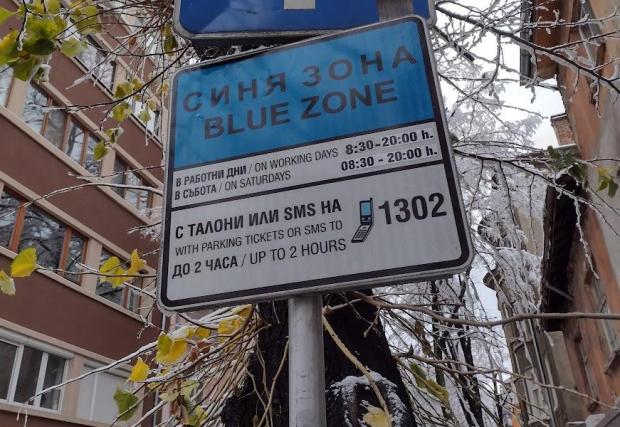 СИНЯ ЗОНА
BLUE ZONE
В РАБОТНИ ДНИ / ON WORKING DAYS 8:30-20:00 h.
В СЪБОТА / ON SATURDAYS 08:30 - 20:00 h.
С ТАЛОНИ ИЛИ SMS НА 1302
WITH PARKING TICKETS OR SMS TO
ДО 2 ЧАСА / UP TO 2 HOURS